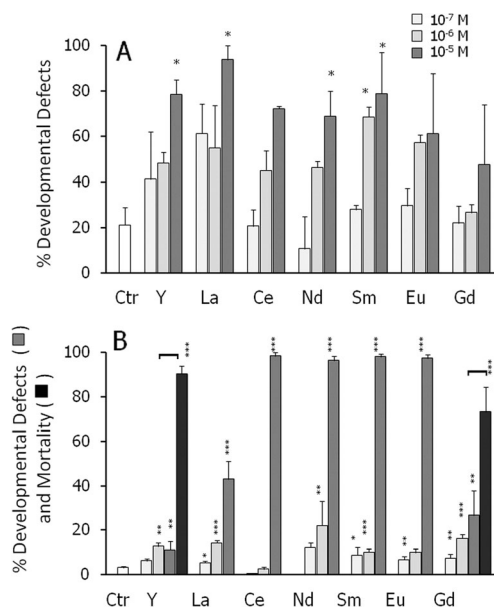 10-7 M
10-6 M
10-5 M
A
% Developmental Defects
100
80
60
40
20
0
* * * * *
Ctr Y La Ce Nd Sm Eu Gd
B
% Developmental Defects ( )
and Mortality ( )
100
80
60
40
20
0
** ** *** * *** *** *** ** *** * *** *** ** *** ** *** ** ***
Ctr Y La Ce Nd Sm Eu Gd